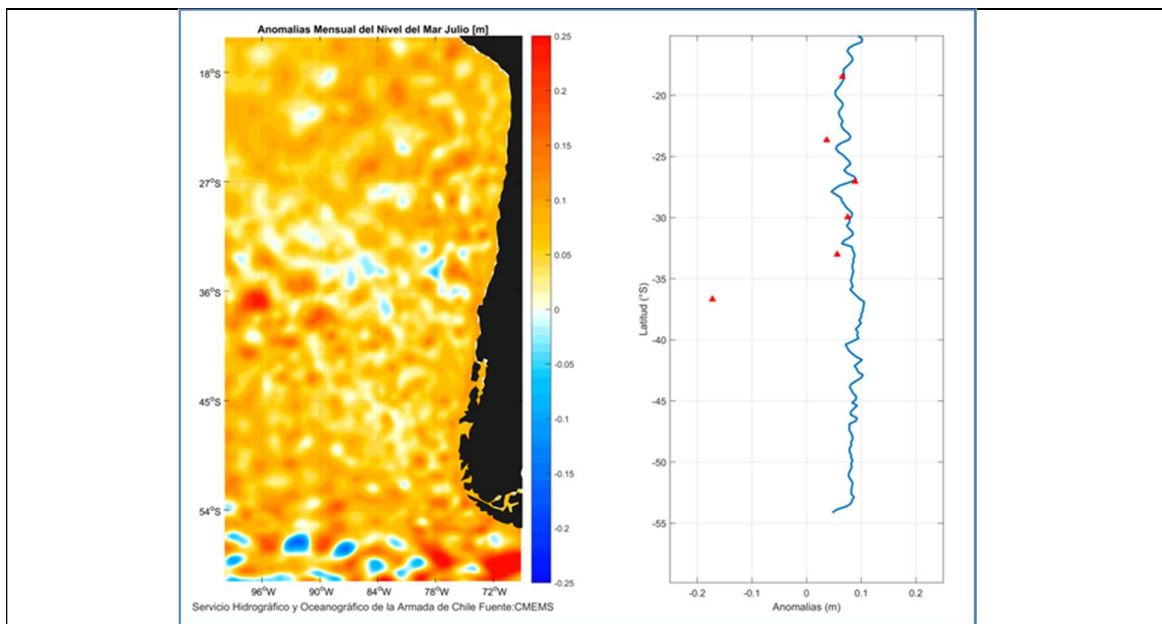 Anomalias Mensual del Nivel del Mar Julio [m]
18°S
27°S
36°S
45°S
54°S
96°W 90°W 84°W 78°W 72°W
0.25
0.2
0.15
0.1
0.05
0
-0.05
-0.1
-0.15
-0.2
-0.25
Servicio Hidrográfico y Oceanográfico de la Armada de Chile Fuente:CMEMS
Latitud (°S)
-20
-25
-30
-35
-40
-45
-50
-55
-0.2 -0.1 0 0.1 0.2
Anomalias (m)